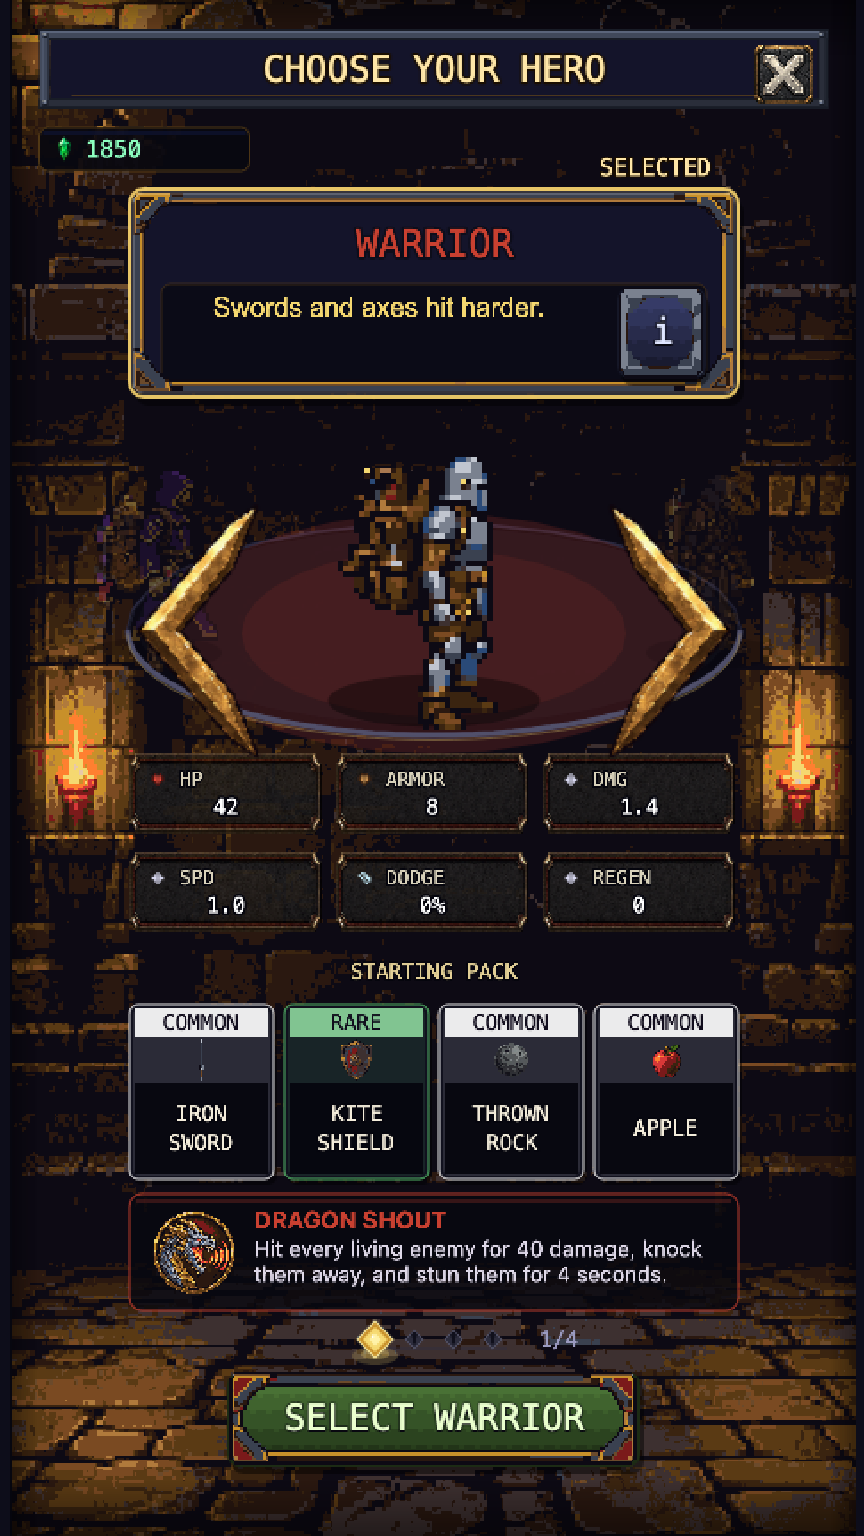 CHOOSE YOUR HERO
1850
SELECTED
WARRIOR
Swords and axes hit harder.
i
HP
42
ARMOR
8
DMG
1.4
SPD
1.0
DODGE
0%
REGEN
0
STARTING PACK
COMMON
IRON
SWORD
RARE
KITE
SHIELD
COMMON
THROWN
ROCK
COMMON
APPLE
DRAGON SHOUT
Hit every living enemy for 40 damage, knock
them away, and stun them for 4 seconds.
1/4
SELECT WARRIOR